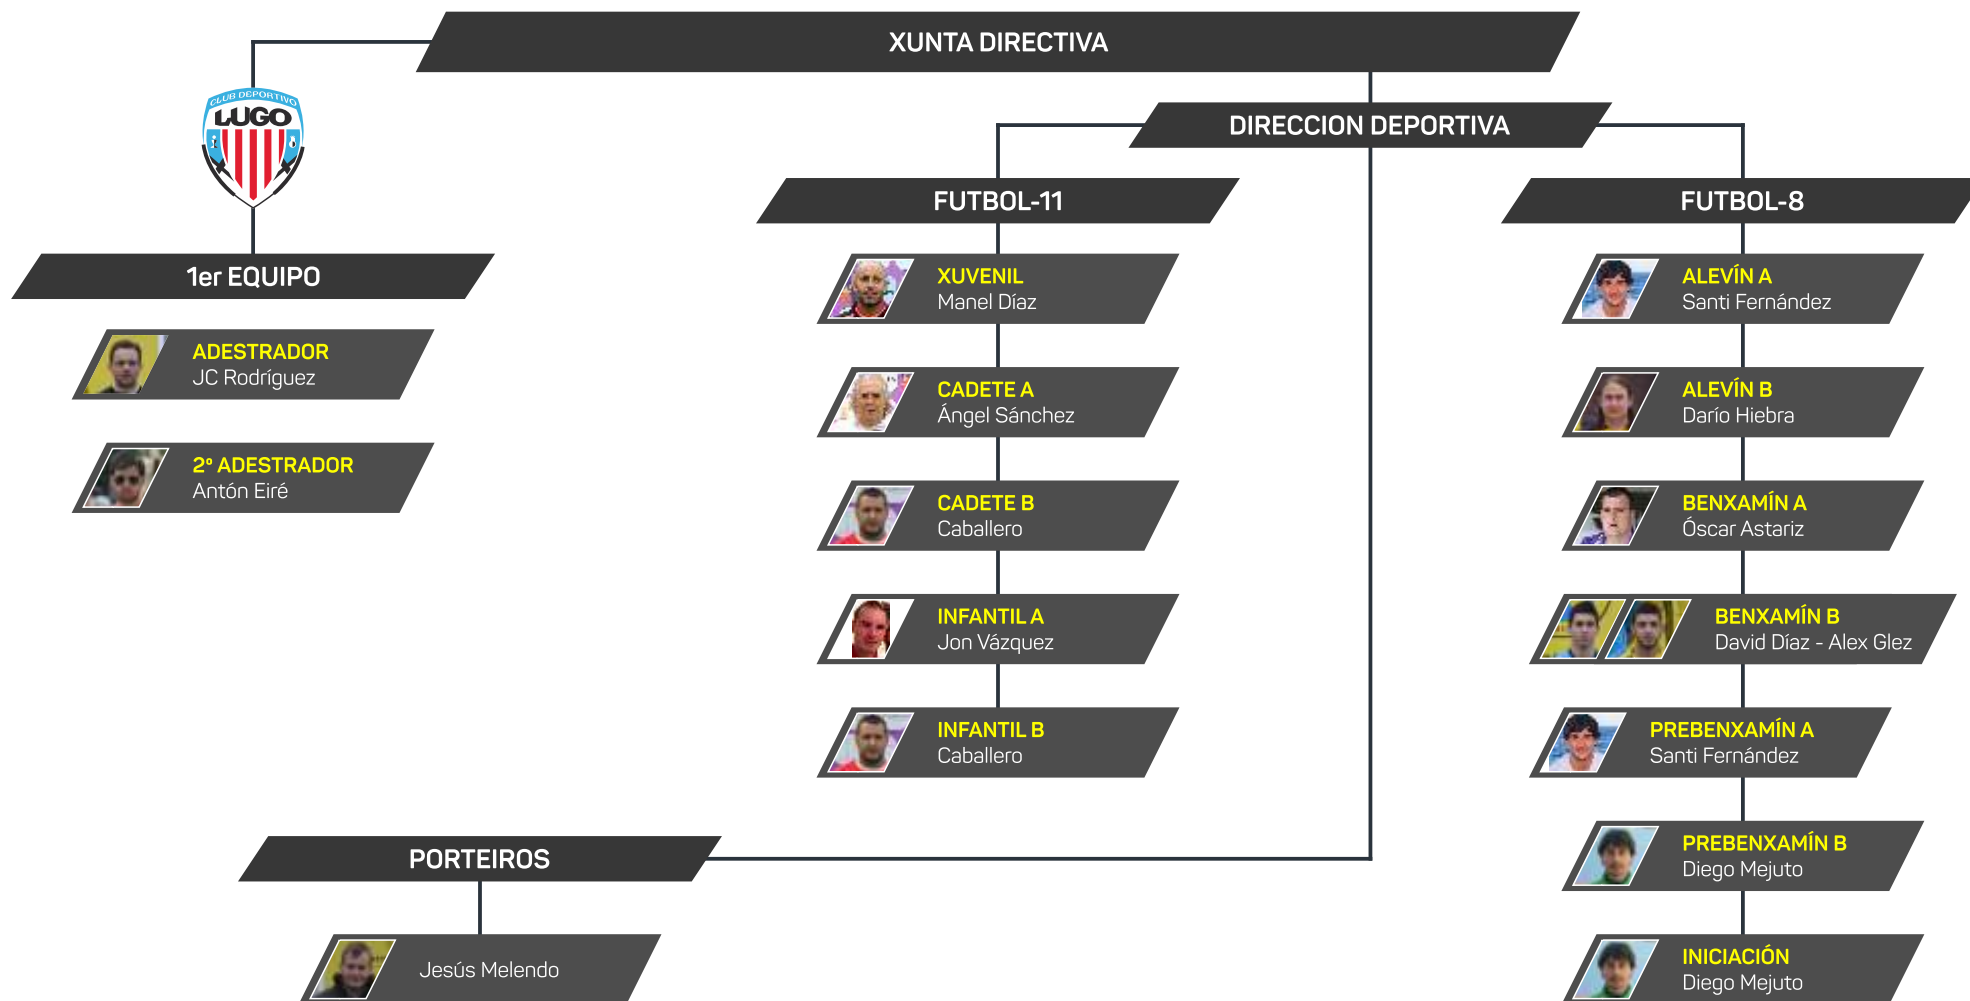 XUNTA DIRECTIVA
CLUB DEPORTIVO
LUGO
DIRECCION DEPORTIVA
1er EQUIPO
ADESTRADOR
JC Rodríguez
2º ADESTRADOR
Antón Eiré
FUTBOL-11
XUVENIL
Manel Díaz
CADETE A
Ángel Sánchez
CADETE B
Caballero
INFANTIL A
Jon Vázquez
INFANTIL B
Caballero
FUTBOL-8
ALEVÍN A
Santi Fernández
ALEVÍN B
Darío Hiebra
BENXAMÍN A
Óscar Astariz
BENXAMÍN B
David Díaz - Alex Glez
PREBENXAMÍN A
Santi Fernández
PREBENXAMÍN B
Diego Mejuto
INICIACIÓN
Diego Mejuto
PORTEIROS
Jesús Melendo